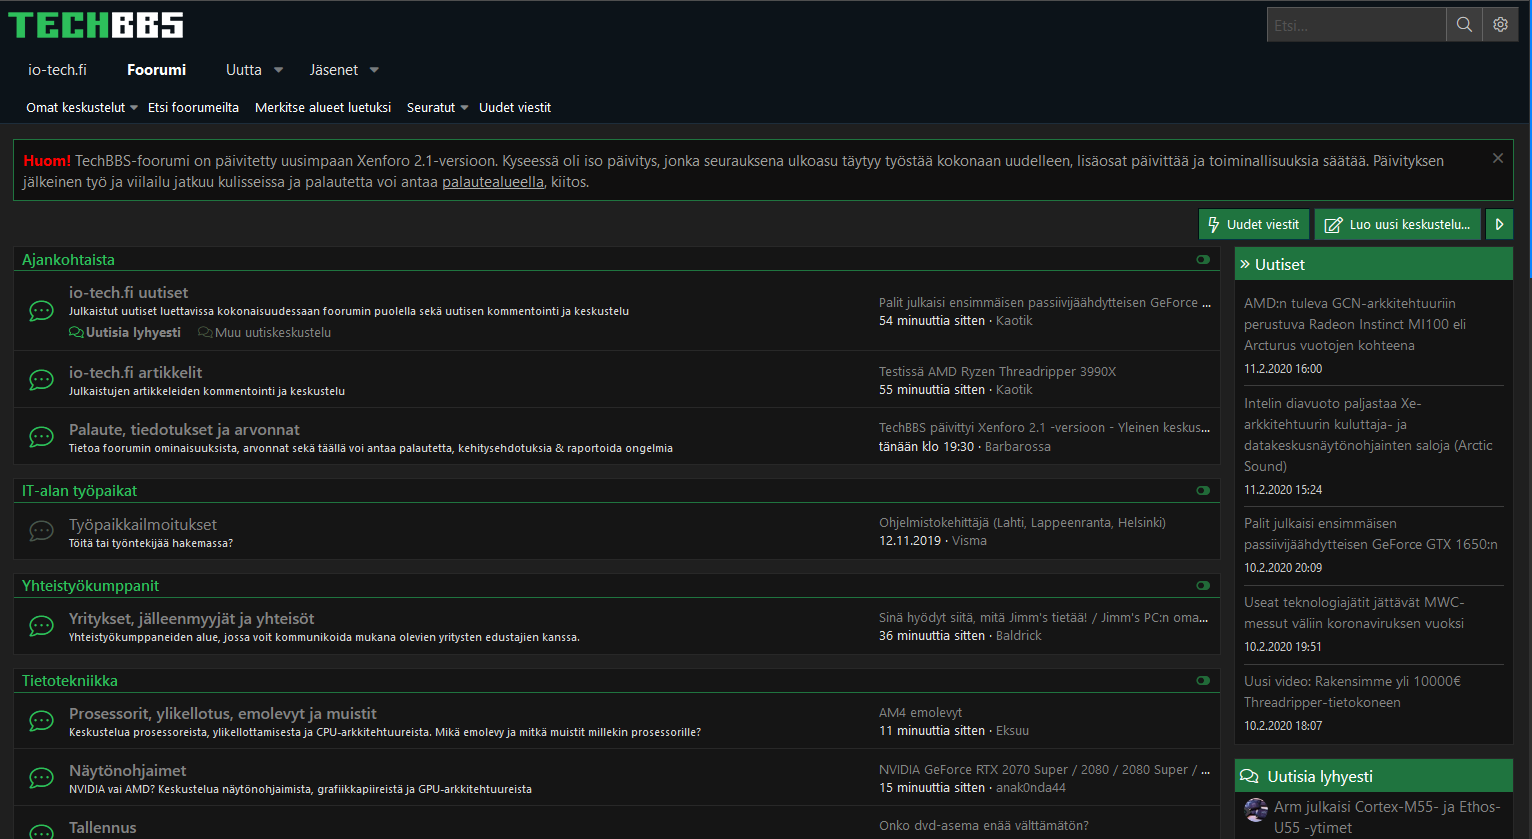 TECHBBS
Etsi...
io-tech.fi Foorumi Uutta Jäsenet
Omat keskustelut Etsi foorumeilta Merkitse alueet luetuksi Seuratut Uudet viestit
Huom! TechBBS-foorumi on päivitetty uusimpaan Xenforo 2.1-versioon. Kyseessä oli iso päivitys, jonka seurauksena ulkoasu täytyy työstää kokonaan uudelleen, lisäosat päivittää ja toiminallisuuksia säätää. Päivityksen
jälkeinen työ ja viilailu jatkuu kulisseissa ja palautetta voi antaa palautealueella, kiitos.
Uudet viestit Luo uusi keskustelu...
Ajankohtaista
io-tech.fi uutiset
Julkaistut uutiset luettavissa kokonaisuudessaan foorumin puolella sekä uutisen kommentointi ja keskustelu
Uutisia lyhyesti Muu uutiskeskustelu
Palit julkaisi ensimmäisen passiivijäähdytteisen GeForce ...
54 minuuttia sitten · Kaotik
io-tech.fi artikkelit
Julkaistujen artikkeleiden kommentointi ja keskustelu
Testissä AMD Ryzen Threadripper 3990X
55 minuuttia sitten · Kaotik
Palaute, tiedotukset ja arvonnat
Tietoa foorumin ominaisuuksista, arvonnat sekä täällä voi antaa palautetta, kehitysehdotuksia & raportoida ongelmia
TechBBS päivittyi Xenforo 2.1 -versioon - Yleinen keskus...
tänään klo 19:30 · Barbarossa
IT-alan työpaikat
Työpaikkailmoitukset
Töitä tai työntekijää hakemassa?
Ohjelmistokehittäjä (Lahti, Lappeenranta, Helsinki)
12.11.2019 · Visma
Yhteistyökumppanit
Yritykset, jälleenmyyjät ja yhteisöt
Yhteistyökumppaneiden alue, jossa voit kommunikoida mukana olevien yritysten edustajien kanssa.
Sinä hyödyt siitä, mitä Jimm's tietää! / Jimm's PC:n oma...
36 minuuttia sitten · Baldrick
Tietotekniikka
Prosessorit, ylikellotus, emolevyt ja muistit
Keskustelua prosessoreista, ylikellottamisesta ja CPU-arkkitehtuureista. Mikä emolevy ja mitkä muistit millekin prosessorille?
AM4 emolevyt
11 minuuttia sitten · Eksuu
Näytönohjaimet
NVIDIA vai AMD? Keskustelua näytönohjaimista, grafiikkapiireistä ja GPU-arkkitehtuureista
NVIDIA GeForce RTX 2070 Super / 2080 / 2080 Super / ...
15 minuuttia sitten · anak0nda44
Tallennus
Onko dvd-asema enää välttämätön?
» Uutiset
AMD:n tuleva GCN-arkkitehtuuriin
perustuva Radeon Instinct MI100 eli
Arcturus vuotojen kohteena
11.2.2020 16:00
Intelin diavuoto paljastaa Xe-
arkkitehtuurin kuluttaja- ja
datakeskusnäytönohjainten saloja (Arctic
Sound)
11.2.2020 15:24
Palit julkaisi ensimmäisen
passiivijäähdytteisen GeForce GTX 1650:n
10.2.2020 20:09
Useat teknologiajätit jättävät MWC-
messut väliin koronaviruksen vuoksi
10.2.2020 19:51
Uusi video: Rakensimme yli 10000€
Threadripper-tietokoneen
10.2.2020 18:07
Uutisia lyhyesti
Arm julkaisi Cortex-M55- ja Ethos-
U55 -ytimet